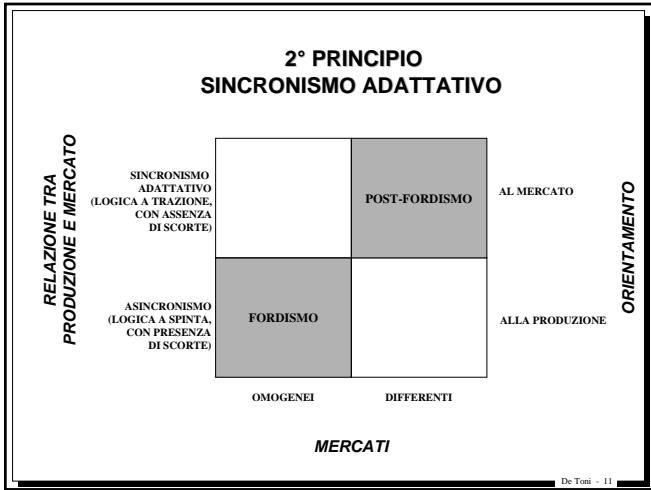 2° PRINCIPIO
SINCRONISMO ADATTATIVO
RELAZIONE TRA
PRODUZIONE E MERCATO
SINCRONISMO
ADATTATIVO
(LOGICA A TRAZIONE,
CON ASSENZA
DI SCORTE)
POST-FORDISMO
AL MERCATO
ORIENTAMENTO
ASINCRONISMO
(LOGICA A SPINTA,
CON PRESENZA
DI SCORTE)
FORDISMO
ALLA PRODUZIONE
OMOGENEI
DIFFERENTI
MERCATI
De Toni - 11